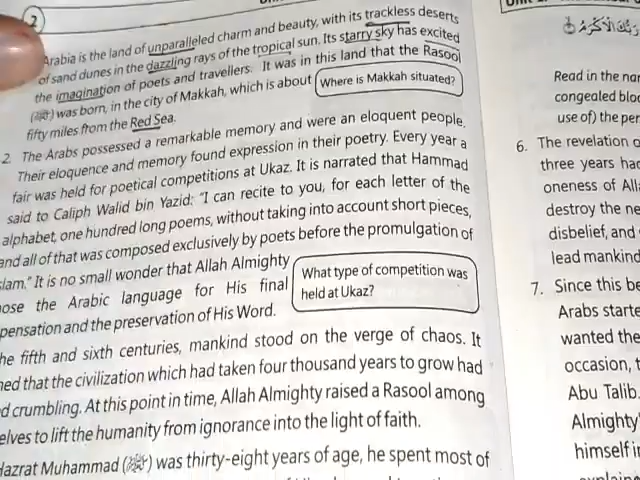 2
Arabia is the land of unparalleled charm and beauty, with its trackless deserts
of sand dunes in the dazzling rays of the tropical sun. Its starry sky has excited
the imagination of poets and travellers. It was in this land that the Rasool
(ﷺ) was born, in the city of Makkah, which is about
fifty miles from the Red Sea.
Where is Makkah situated?
2. The Arabs possessed a remarkable memory and were an eloquent people.
Their eloquence and memory found expression in their poetry. Every year a
fair was held for poetical competitions at Ukaz. It is narrated that Hammad
said to Caliph Walid bin Yazid: "I can recite to you, for each letter of the
alphabet, one hundred long poems, without taking into account short pieces,
and all of that was composed exclusively by poets before the promulgation of
slam." It is no small wonder that Allah Almighty
ose the Arabic language for His final
pensation and the preservation of His Word.
What type of competition was
held at Ukaz?
he fifth and sixth centuries, mankind stood on the verge of chaos. It
ned that the civilization which had taken four thousand years to grow had
d crumbling. At this point in time, Allah Almighty raised a Rasool among
elves to lift the humanity from ignorance into the light of faith.
Hazrat Muhammad (ﷺ) was thirty-eight years of age, he spent most of
Read in the na
congealed bloo
use of) the per
6. The revelation o
three years had
oneness of Alla
destroy the ne
disbelief, and
lead mankind
7. Since this be
Arabs starte
wanted the
occasion, t
Abu Talib.
Almighty'
himself i